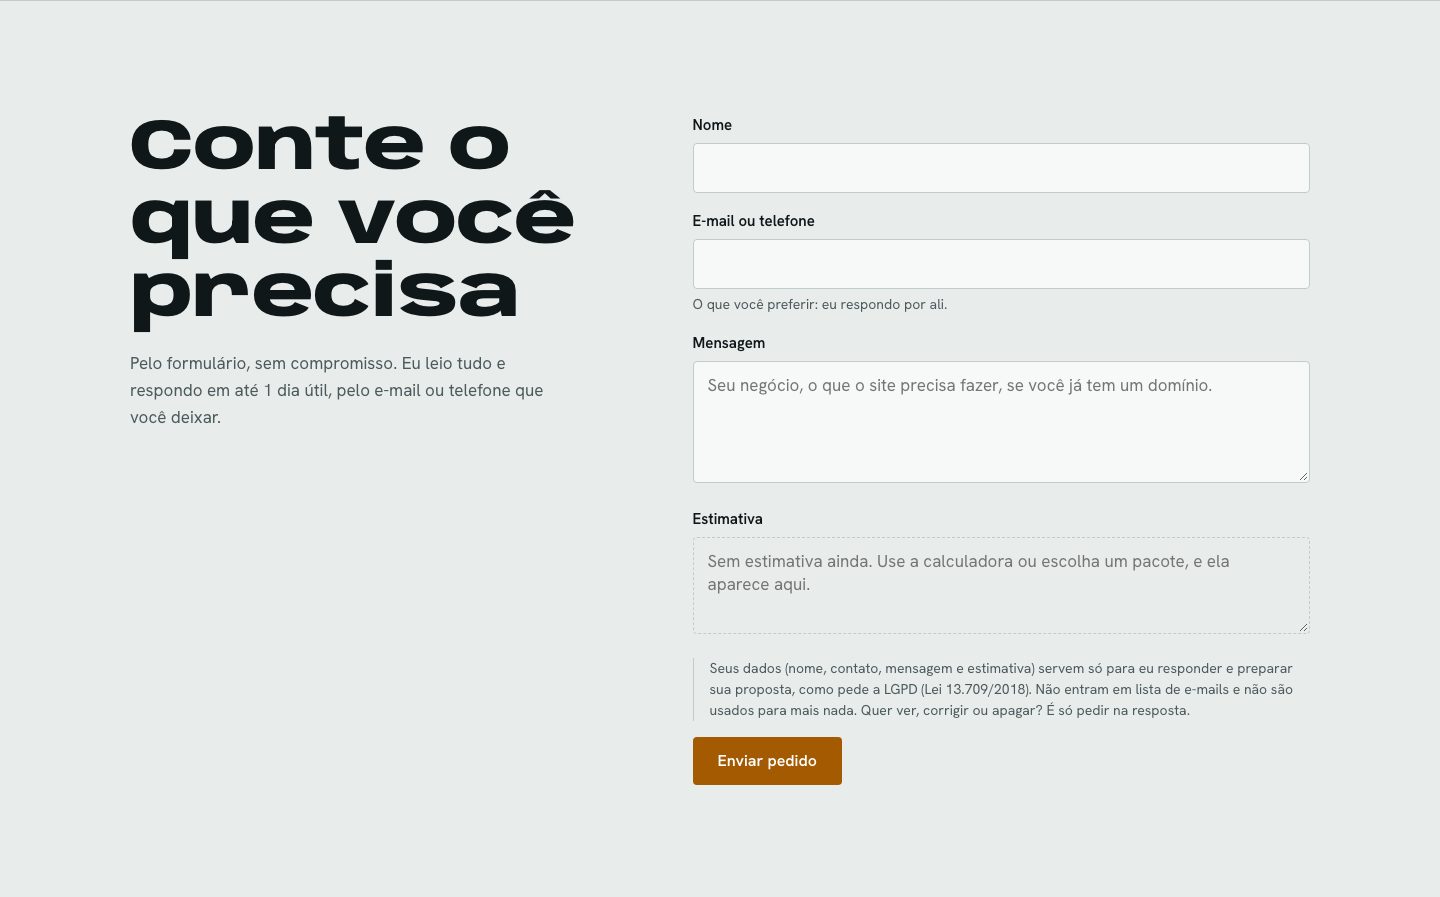 Conte o
que você
precisa
Pelo formulário, sem compromisso. Eu leio tudo e
respondo em até 1 dia útil, pelo e-mail ou telefone que
você deixar.
Nome
E-mail ou telefone
O que você preferir: eu respondo por ali.
Mensagem
Seu negócio, o que o site precisa fazer, se você já tem um domínio.
Estimativa
Sem estimativa ainda. Use a calculadora ou escolha um pacote, e ela
aparece aqui.
Seus dados (nome, contato, mensagem e estimativa) servem só para eu responder e preparar
sua proposta, como pede a LGPD (Lei 13.709/2018). Não entram em lista de e-mails e não são
usados para mais nada. Quer ver, corrigir ou apagar? É só pedir na resposta.
Enviar pedido